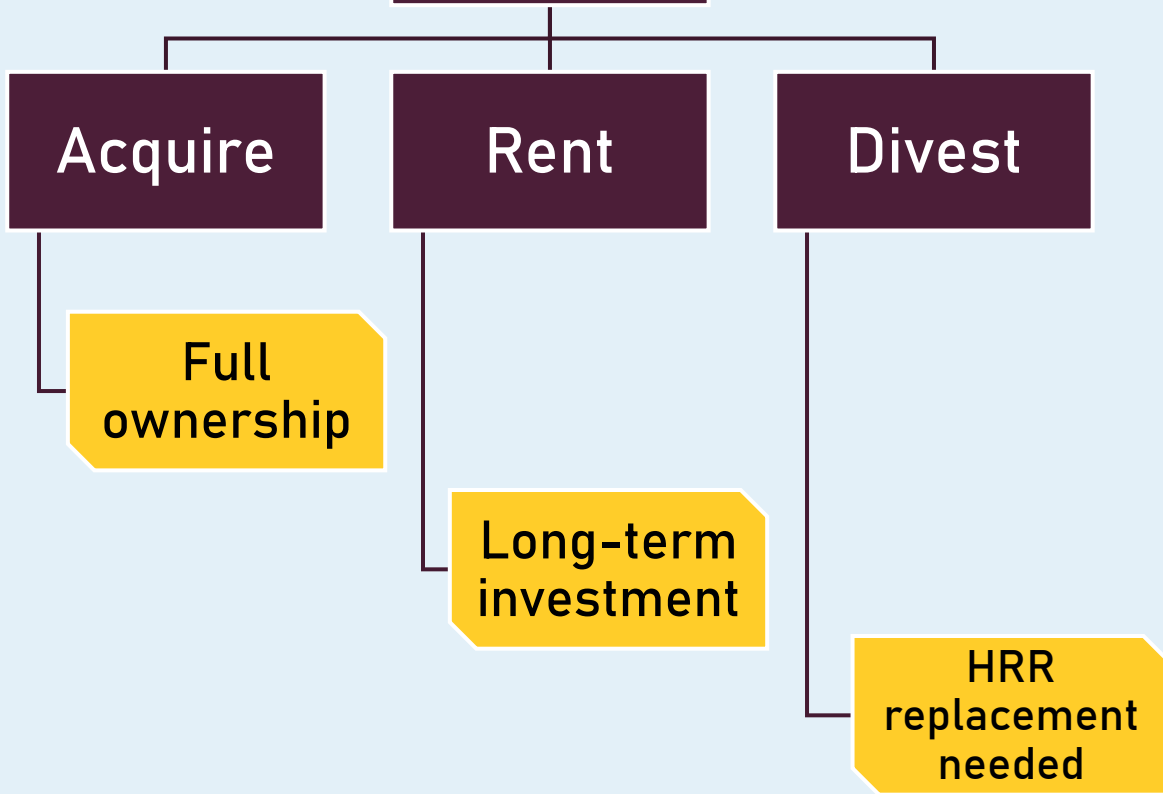 Acquire
Rent
Divest
Full
ownership
Long-term
investment
HRR
replacement
needed